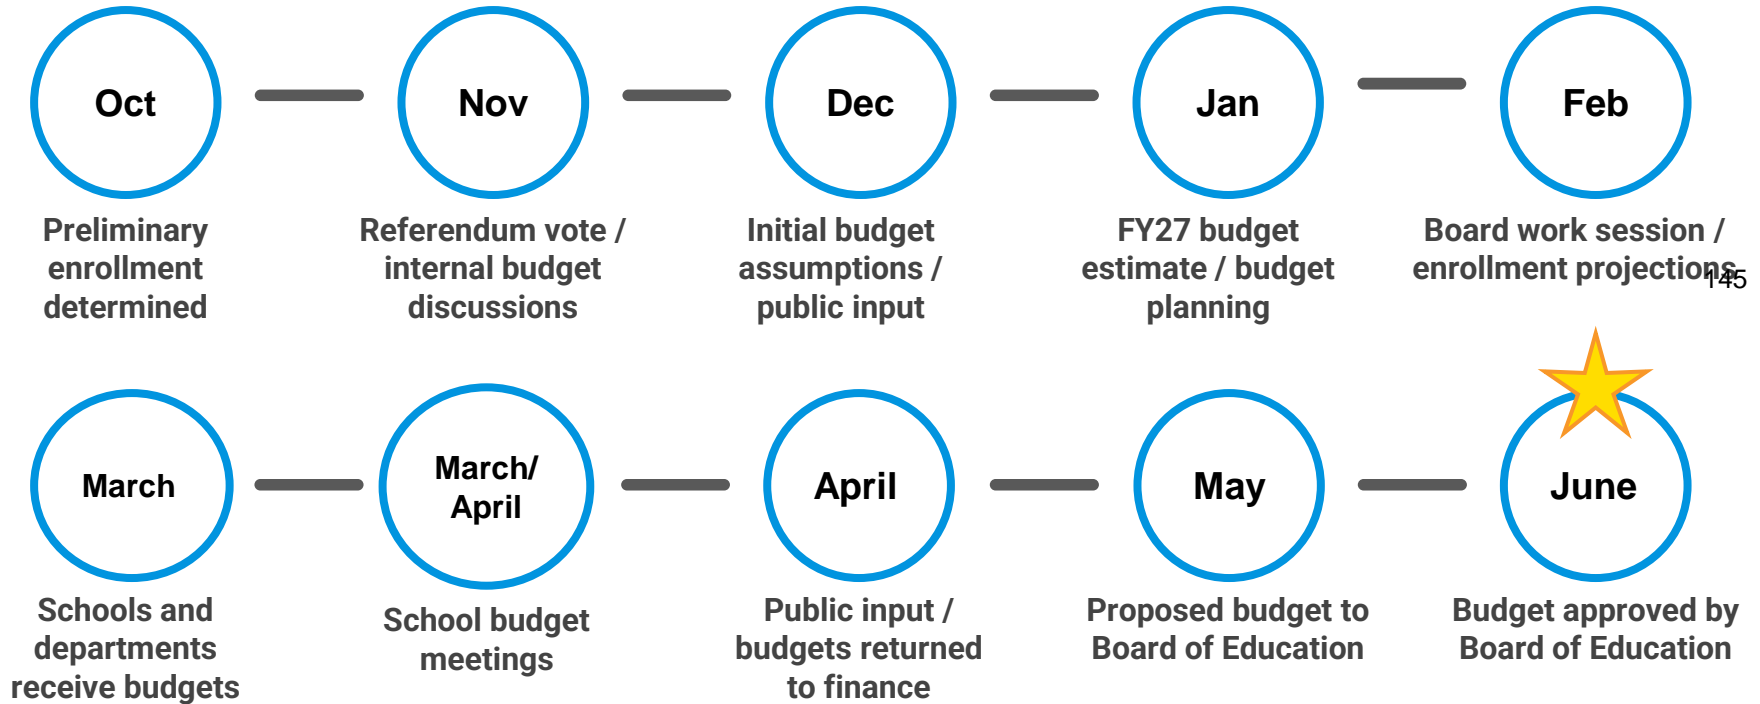 Oct
Nov
Dec
Jan
Feb
Preliminary
enrollment
determined
Referendum vote /
internal budget
discussions
Initial budget
assumptions /
public input
FY27 budget
estimate / budget
planning
Board work session /
enrollment projections
145
March
March/
April
April
May
June
Schools and
departments
receive budgets
School budget
meetings
Public input /
budgets returned
to finance
Proposed budget to
Board of Education
Budget approved by
Board of Education